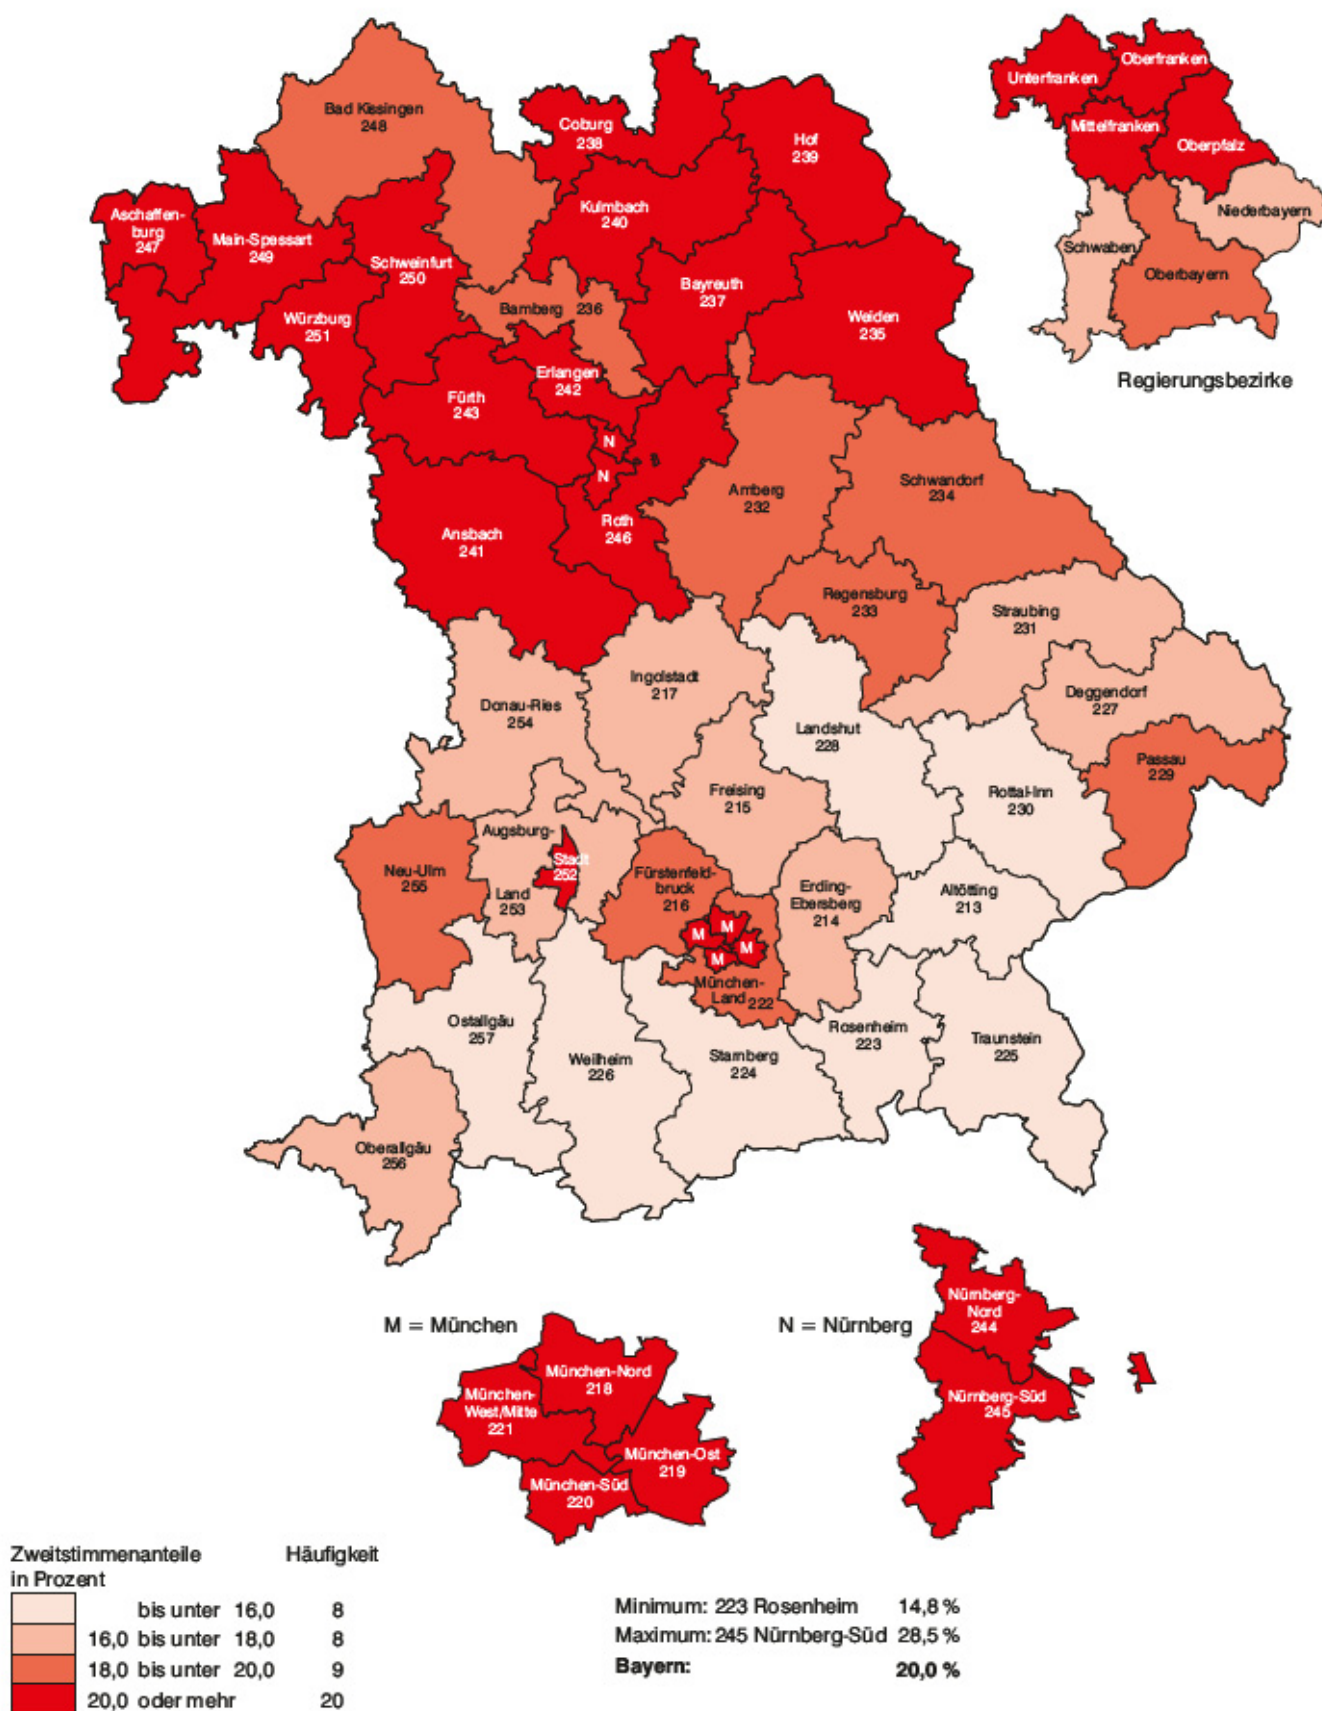 Oberfranken
Unterfranken
Mittelfranken
Oberpfalz
Niederbayern
Schwaben
Oberbayern
Regierungsbezirke
Bad Kissingen
248
Coburg
238
Hof
239
Aschaffen-
burg
247
Main-Spessart
249
Kulmbach
240
Schweinfurt
250
Bayreuth
237
Bamberg 236
Würzburg
251
Weiden
235
Erlangen
242
Fürth
243
N
N
Amberg
232
Schwandorf
234
Roth
246
Ansbach
241
Regensburg
233
Straubing
231
Ingolstadt
217
Deggendorf
227
Donau-Ries
254
Landshut
228
Passau
229
Freising
215
Rottal-Inn
230
Augsburg-
Stadt
252
Land
253
Neu-Ulm
255
Fürstenfeld-
bruck
216
Erding-
Ebersberg
214
Altötting
213
M
M
M
M
München-
Land 222
Ostallgäu
257
Weilheim
226
Starnberg
224
Rosenheim
223
Traunstein
225
Oberallgäu
256
M = München
München-Nord
218
München-
West/Mitte
221
München-Ost
219
München-Süd
220
N = Nürnberg
Nürnberg-
Nord
244
Nürnberg-Süd
245
Zweitstimmenanteile Häufigkeit
in Prozent
bis unter 16,0 8
16,0 bis unter 18,0 8
18,0 bis unter 20,0 9
20,0 oder mehr 20
Minimum: 223 Rosenheim 14,8 %
Maximum: 245 Nürnberg-Süd 28,5 %
Bayern: 20,0 %